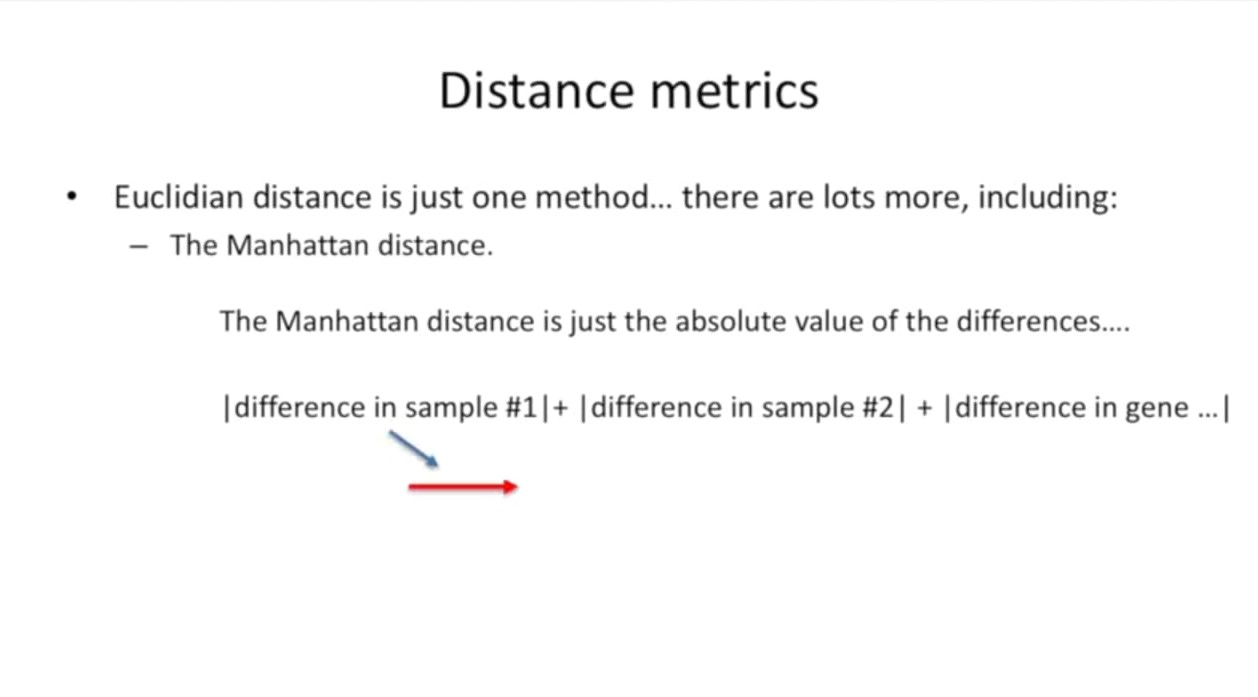 Distance metrics
• Euclidian distance is just one method... there are lots more, including:
– The Manhattan distance.
The Manhattan distance is just the absolute value of the differences....
|difference in sample #1|+ |difference in sample #2| + |difference in gene ...|